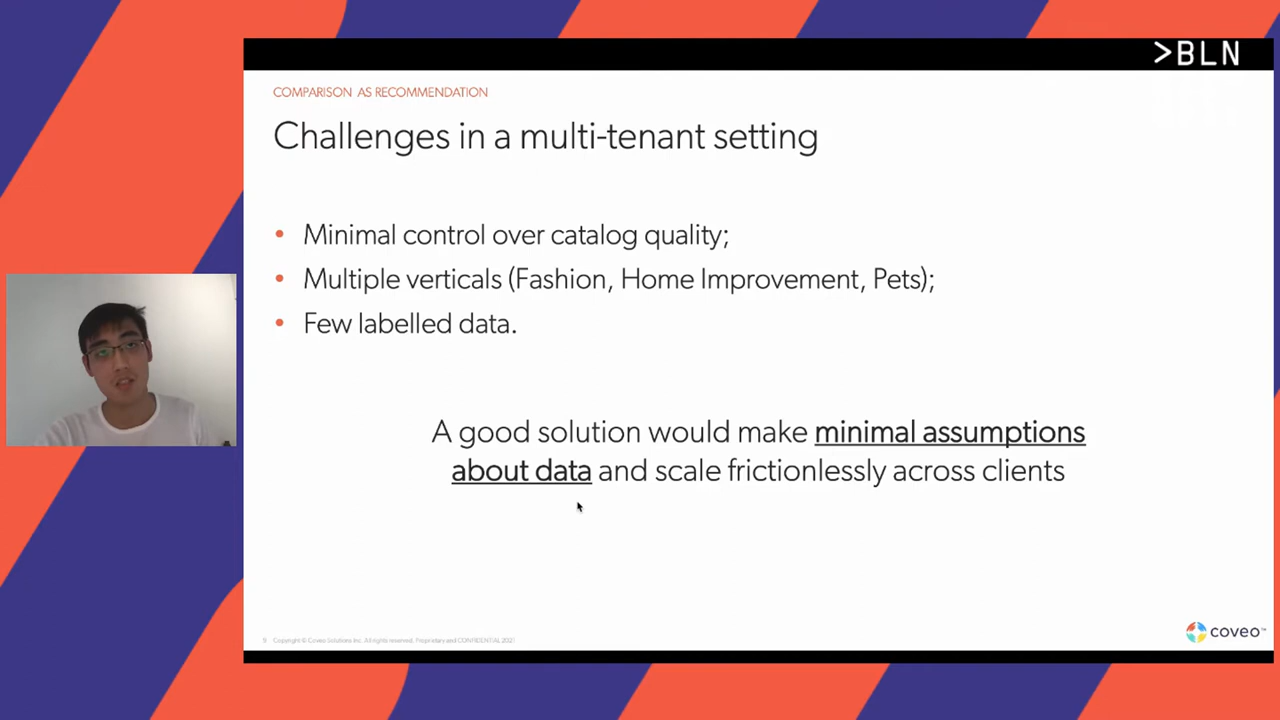 >BLN
COMPARISON AS RECOMMENDATION
Challenges in a multi-tenant setting
• Minimal control over catalog quality;
• Multiple verticals (Fashion, Home Improvement, Pets);
• Few labelled data.
A good solution would make minimal assumptions
about data and scale frictionlessly across clients
9 Copyright © Coveo Solutions Inc. All rights reserved. Proprietary and CONFIDENTIAL 2021
coveo™